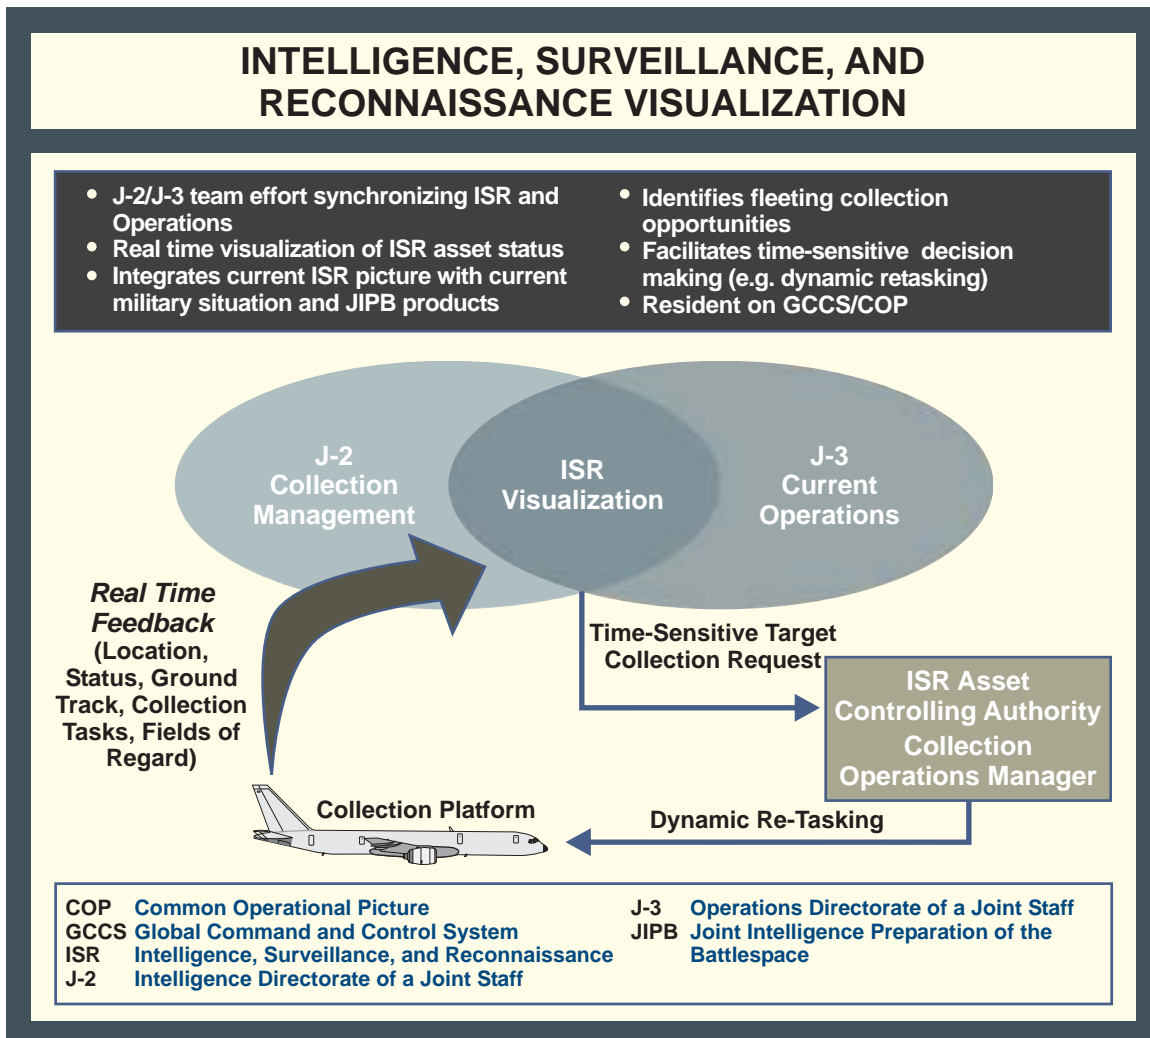 INTELLIGENCE, SURVEILLANCE, AND
RECONNAISSANCE VISUALIZATION
• J-2/J-3 team effort synchronizing ISR and
Operations
• Real time visualization of ISR asset status
• Integrates current ISR picture with current
military situation and JIPB products
• Identifies fleeting collection
opportunities
• Facilitates time-sensitive decision
making (e.g. dynamic retasking)
• Resident on GCCS/COP
J-2
Collection
Management
ISR
Visualization
J-3
Current
Operations
Real Time
Feedback
(Location,
Status, Ground
Track, Collection
Tasks, Fields of
Regard)
Time-Sensitive Target
Collection Request
ISR Asset
Controlling Authority
Collection
Operations Manager
Collection Platform
Dynamic Re-Tasking
COP Common Operational Picture
GCCS Global Command and Control System
ISR Intelligence, Surveillance, and Reconnaissance
J-2 Intelligence Directorate of a Joint Staff
J-3 Operations Directorate of a Joint Staff
JIPB Joint Intelligence Preparation of the
Battlespace